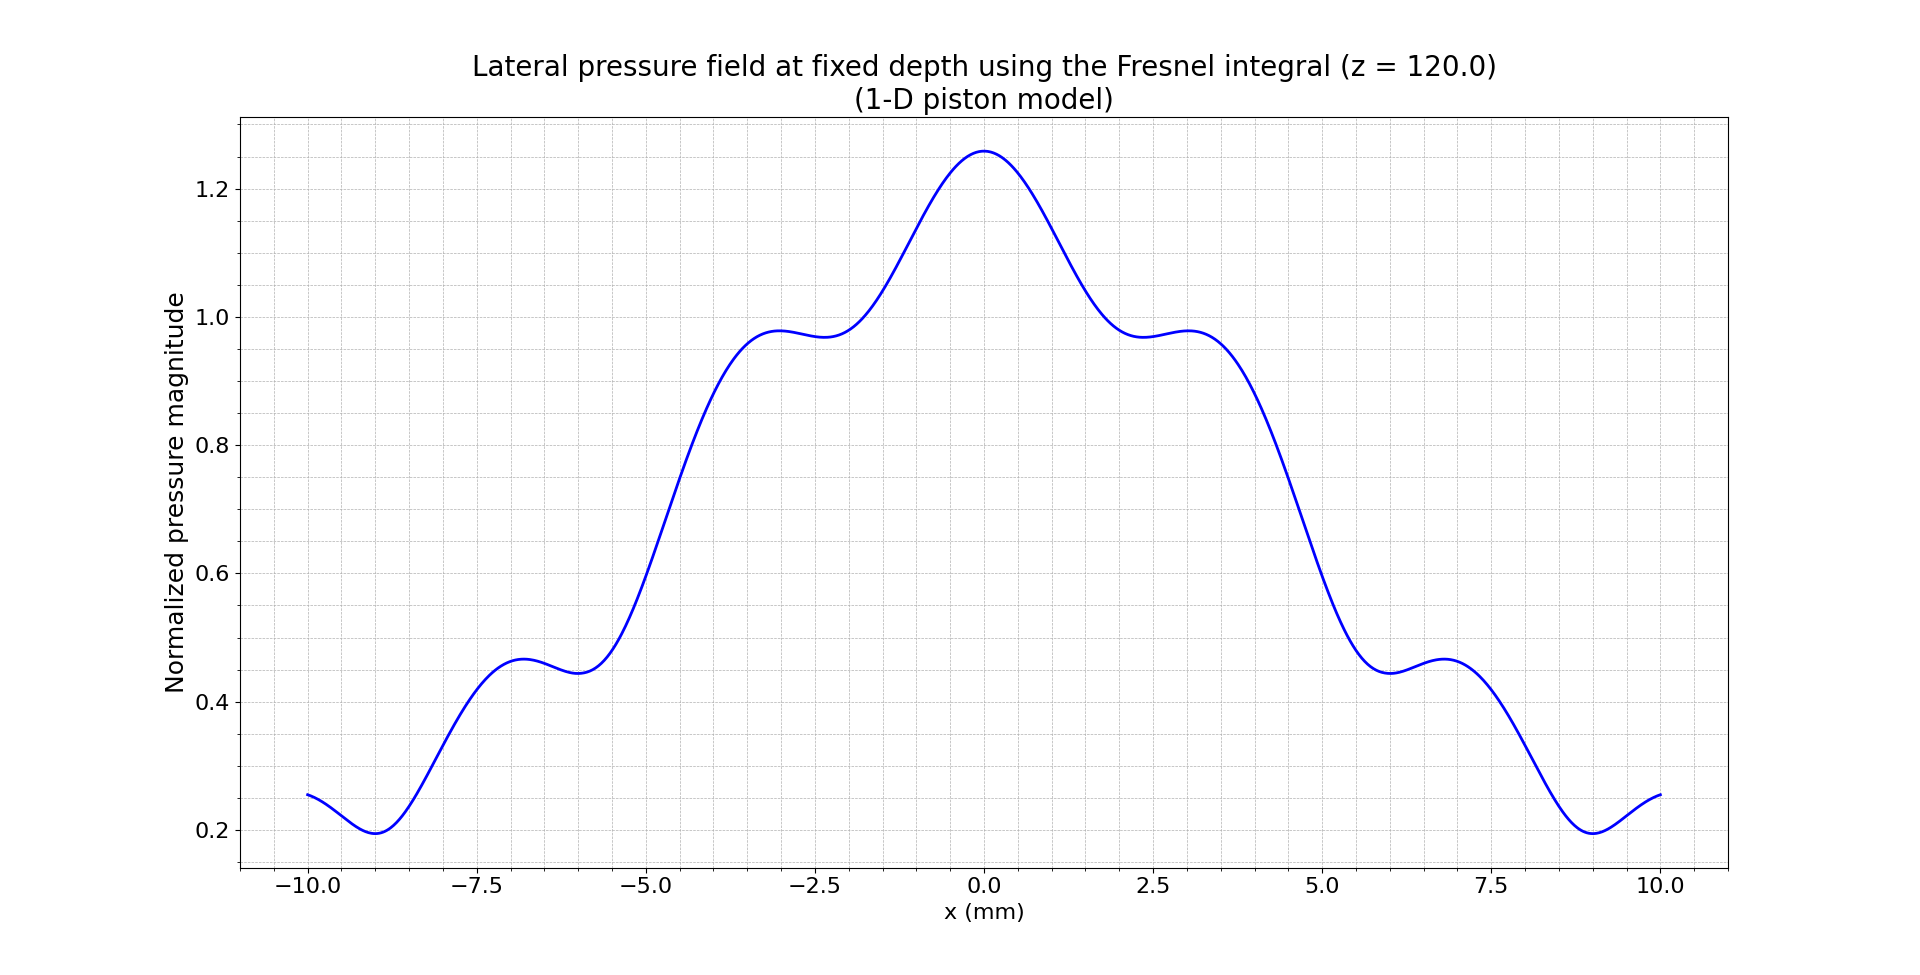 Lateral pressure field at fixed depth using the Fresnel integral (z = 120.0)
(1-D piston model)
Normalized pressure magnitude
1.2
1.0
0.8
0.6
0.4
0.2
−10.0 −7.5 −5.0 −2.5 0.0 2.5 5.0 7.5 10.0
x (mm)